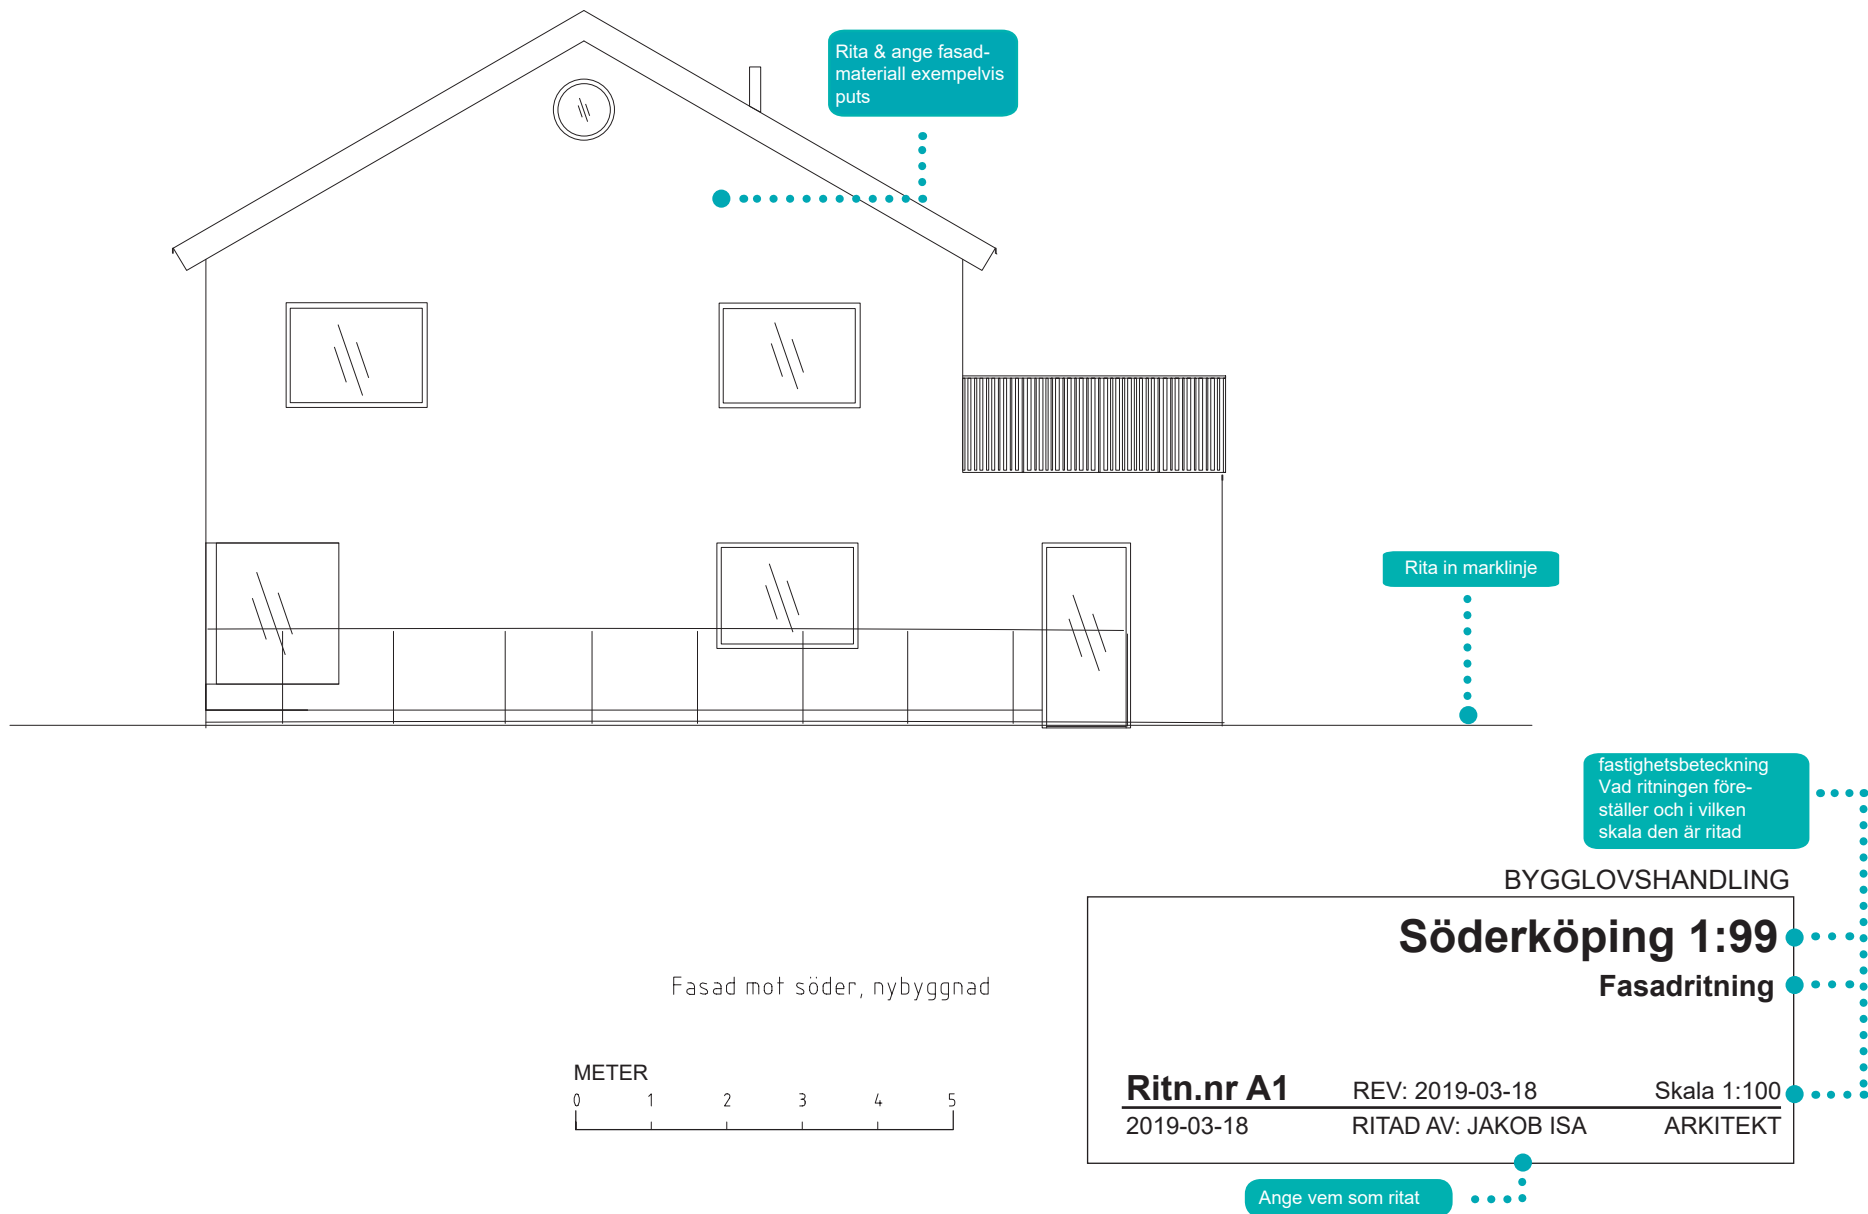 Rita & ange fasad-
materiall exempelvis
puts
Rita in marklinje
fastighetsbeteckning
Vad ritningen före-
ställer och i vilken
skala den är ritad
BYGGLOVSHANDLING
Söderköping 1:99
Fasadritning
Fasad mot söder, nybyggnad
METER
0 1 2 3 4 5
Ritn.nr A1 REV: 2019-03-18 Skala 1:100
2019-03-18 RITAD AV: JAKOB ISA ARKITEKT
Ange vem som ritat